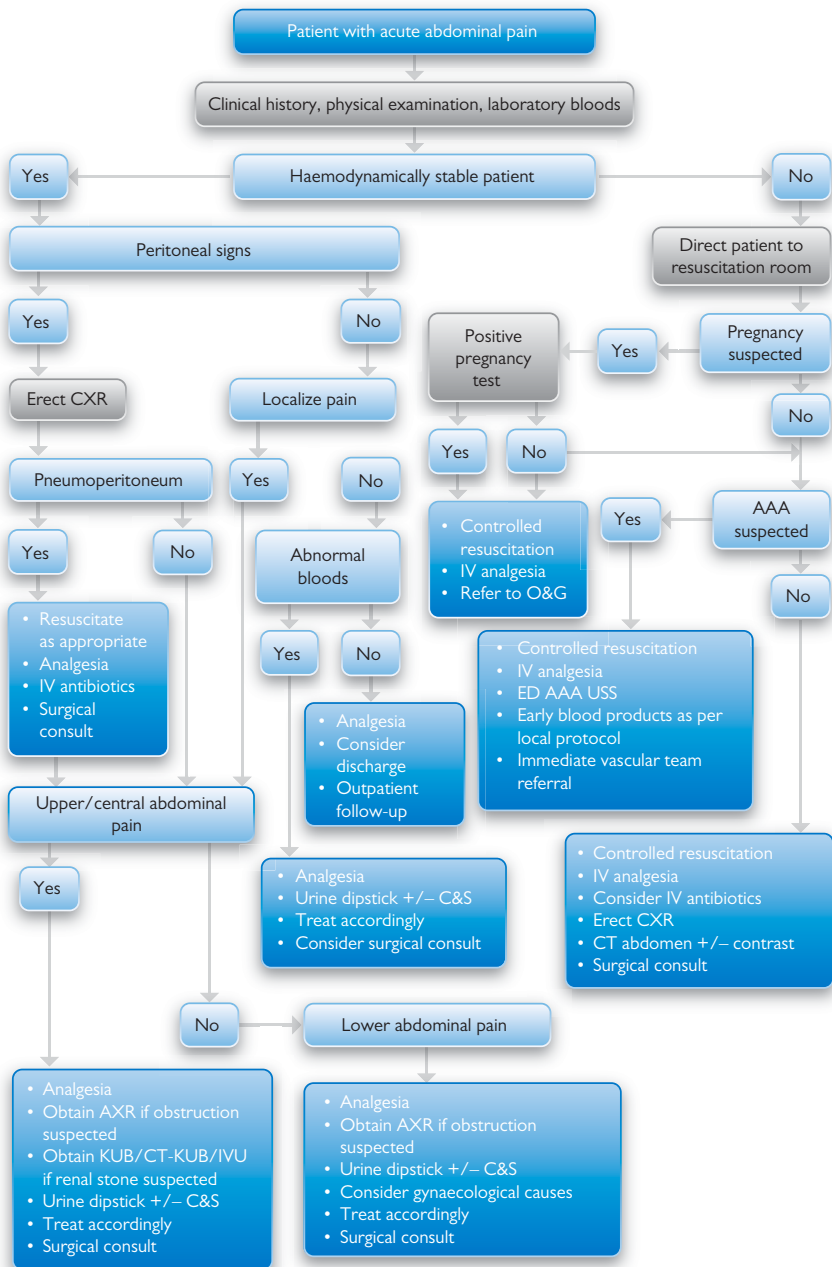 Patient with acute abdominal pain
Clinical history, physical examination, laboratory bloods
Yes
Haemodynamically stable patient
No
Peritoneal signs
Direct patient to
resuscitation room
Yes
No
Positive
pregnancy
test
Yes
Pregnancy
suspected
Erect CXR
Localize pain
No
Pneumoperitoneum
Yes
No
Yes
No
Yes
AAA
suspected
Yes
No
Abnormal
bloods
• Controlled
resuscitation
• IV analgesia
• Refer to O&G
No
• Resuscitate
as appropriate
• Analgesia
• IV antibiotics
• Surgical
consult
Yes
No
• Controlled resuscitation
• IV analgesia
• ED AAA USS
• Early blood products as per
local protocol
• Immediate vascular team
referral
• Analgesia
• Consider
discharge
• Outpatient
follow-up
Upper/central abdominal
pain
Yes
• Analgesia
• Urine dipstick +/– C&S
• Treat accordingly
• Consider surgical consult
• Controlled resuscitation
• IV analgesia
• Consider IV antibiotics
• Erect CXR
• CT abdomen +/– contrast
• Surgical consult
No
Lower abdominal pain
• Analgesia
• Obtain AXR if obstruction
suspected
• Obtain KUB/CT-KUB/IVU
if renal stone suspected
• Urine dipstick +/– C&S
• Treat accordingly
• Surgical consult
• Analgesia
• Obtain AXR if obstruction
suspected
• Urine dipstick +/– C&S
• Consider gynaecological causes
• Treat accordingly
• Surgical consult